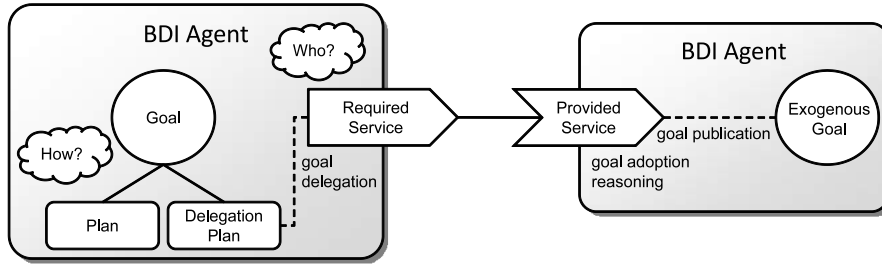 BDI Agent
Who?
Goal
How?
Plan
Delegation
Plan
Required
Service
goal
delegation
BDI Agent
Provided
Service
goal publication
goal adoption
reasoning
Exogenous
Goal